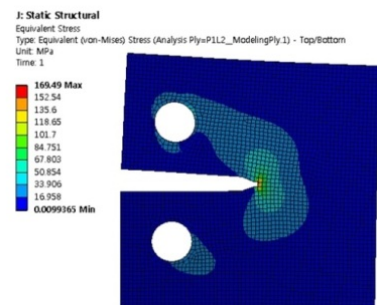 J: Static Structural
Equivalent Stress
Type: Equivalent (von-Mises) Stress (Analysis Ply=P1L2__ModelingPly.1) - Top/Bottom
Unit: MPa
Time: 1
169.49 Max
152.54
135.6
118.65
101.7
84.751
67.803
50.854
33.906
16.958
0.0099365 Min